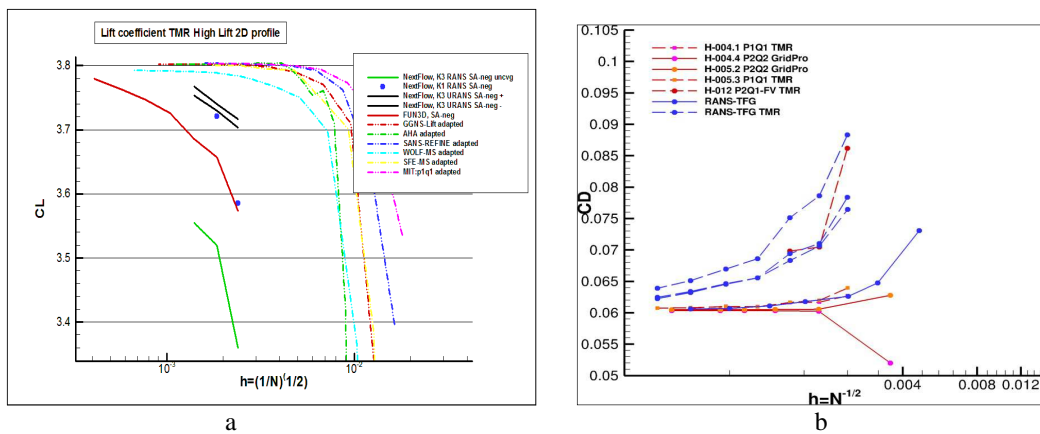 Lift coefficient TMR High Lift 2D profile
NextFlow, K3 RANS SA-neg uncvg
NextFlow, K1 RANS SA-neg
NextFlow, K3 URANS SA-neg +
NextFlow, K3 URANS SA-neg -
FUN3D, SA-neg
GGNS-Lift adapted
AHA adapted
SANS-REFINE adapted
WOLF-MS adapted
SFE-MS adapted
MIT:p1q1 adapted
CL
3.8
3.7
3.6
3.5
3.4
10^-3
10^-2
h=(1/N)^(1/2)
a
H-004.1 P1Q1 TMR
H-004.4 P2Q2 GridPro
H-005.2 P2Q2 GridPro
H-005.3 P1Q1 TMR
H-012 P2Q1-FV TMR
RANS-TFG
RANS-TFG TMR
CD
0.1
0.095
0.09
0.085
0.08
0.075
0.07
0.065
0.06
0.055
0.05
0.004
0.008
0.012
h=N^-1/2
b